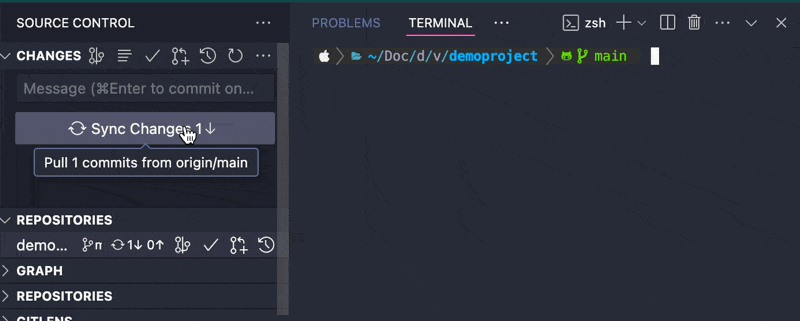 SOURCE CONTROL
CHANGES
Message (⌘Enter to commit on...
Sync Changes 1↓
Pull 1 commits from origin/main
REPOSITORIES
demo...
1↓ 0↑
GRAPH
REPOSITORIES
GITLENS
PROBLEMS
TERMINAL
zsh
~/Doc/d/v/demoproject
main